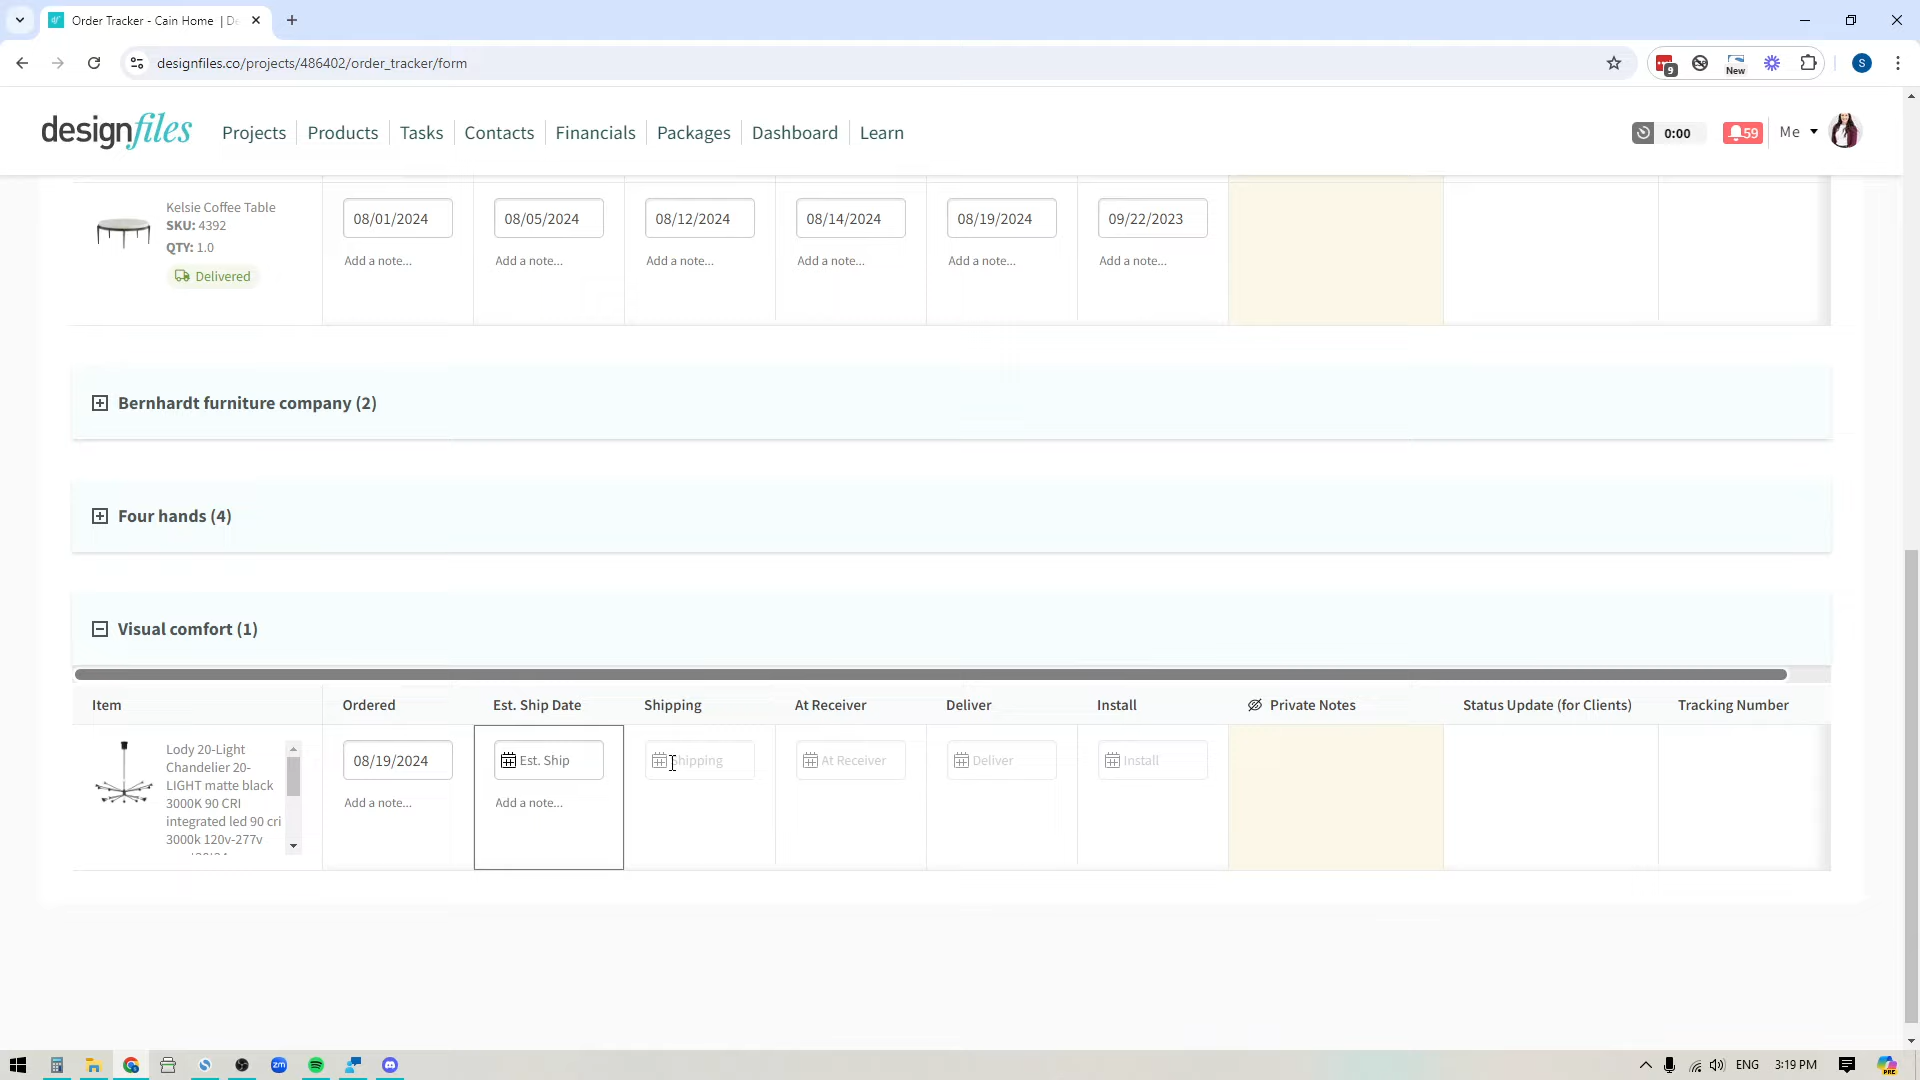 Order Tracker - Cain Home | De
designfiles.co/projects/486402/order_tracker/form
9
New
S
designfiles
Projects
Products
Tasks
Contacts
Financials
Packages
Dashboard
Learn
0:00
59
Me
Kelsie Coffee Table
SKU: 4392
QTY: 1.0
Delivered
08/01/2024
08/05/2024
08/12/2024
08/14/2024
08/19/2024
09/22/2023
Add a note...
Add a note...
Add a note...
Add a note...
Add a note...
Add a note...
Bernhardt furniture company (2)
Four hands (4)
Visual comfort (1)
Item
Ordered
Est. Ship Date
Shipping
At Receiver
Deliver
Install
Private Notes
Status Update (for Clients)
Tracking Number
Lody 20-Light
Chandelier 20-
LIGHT matte black
3000K 90 CRI
integrated led 90 cri
3000k 120v-277v
08/19/2024
Est. Ship
Shipping
At Receiver
Deliver
Install
Add a note...
Add a note...
zm
ENG
3:19 PM
PRE